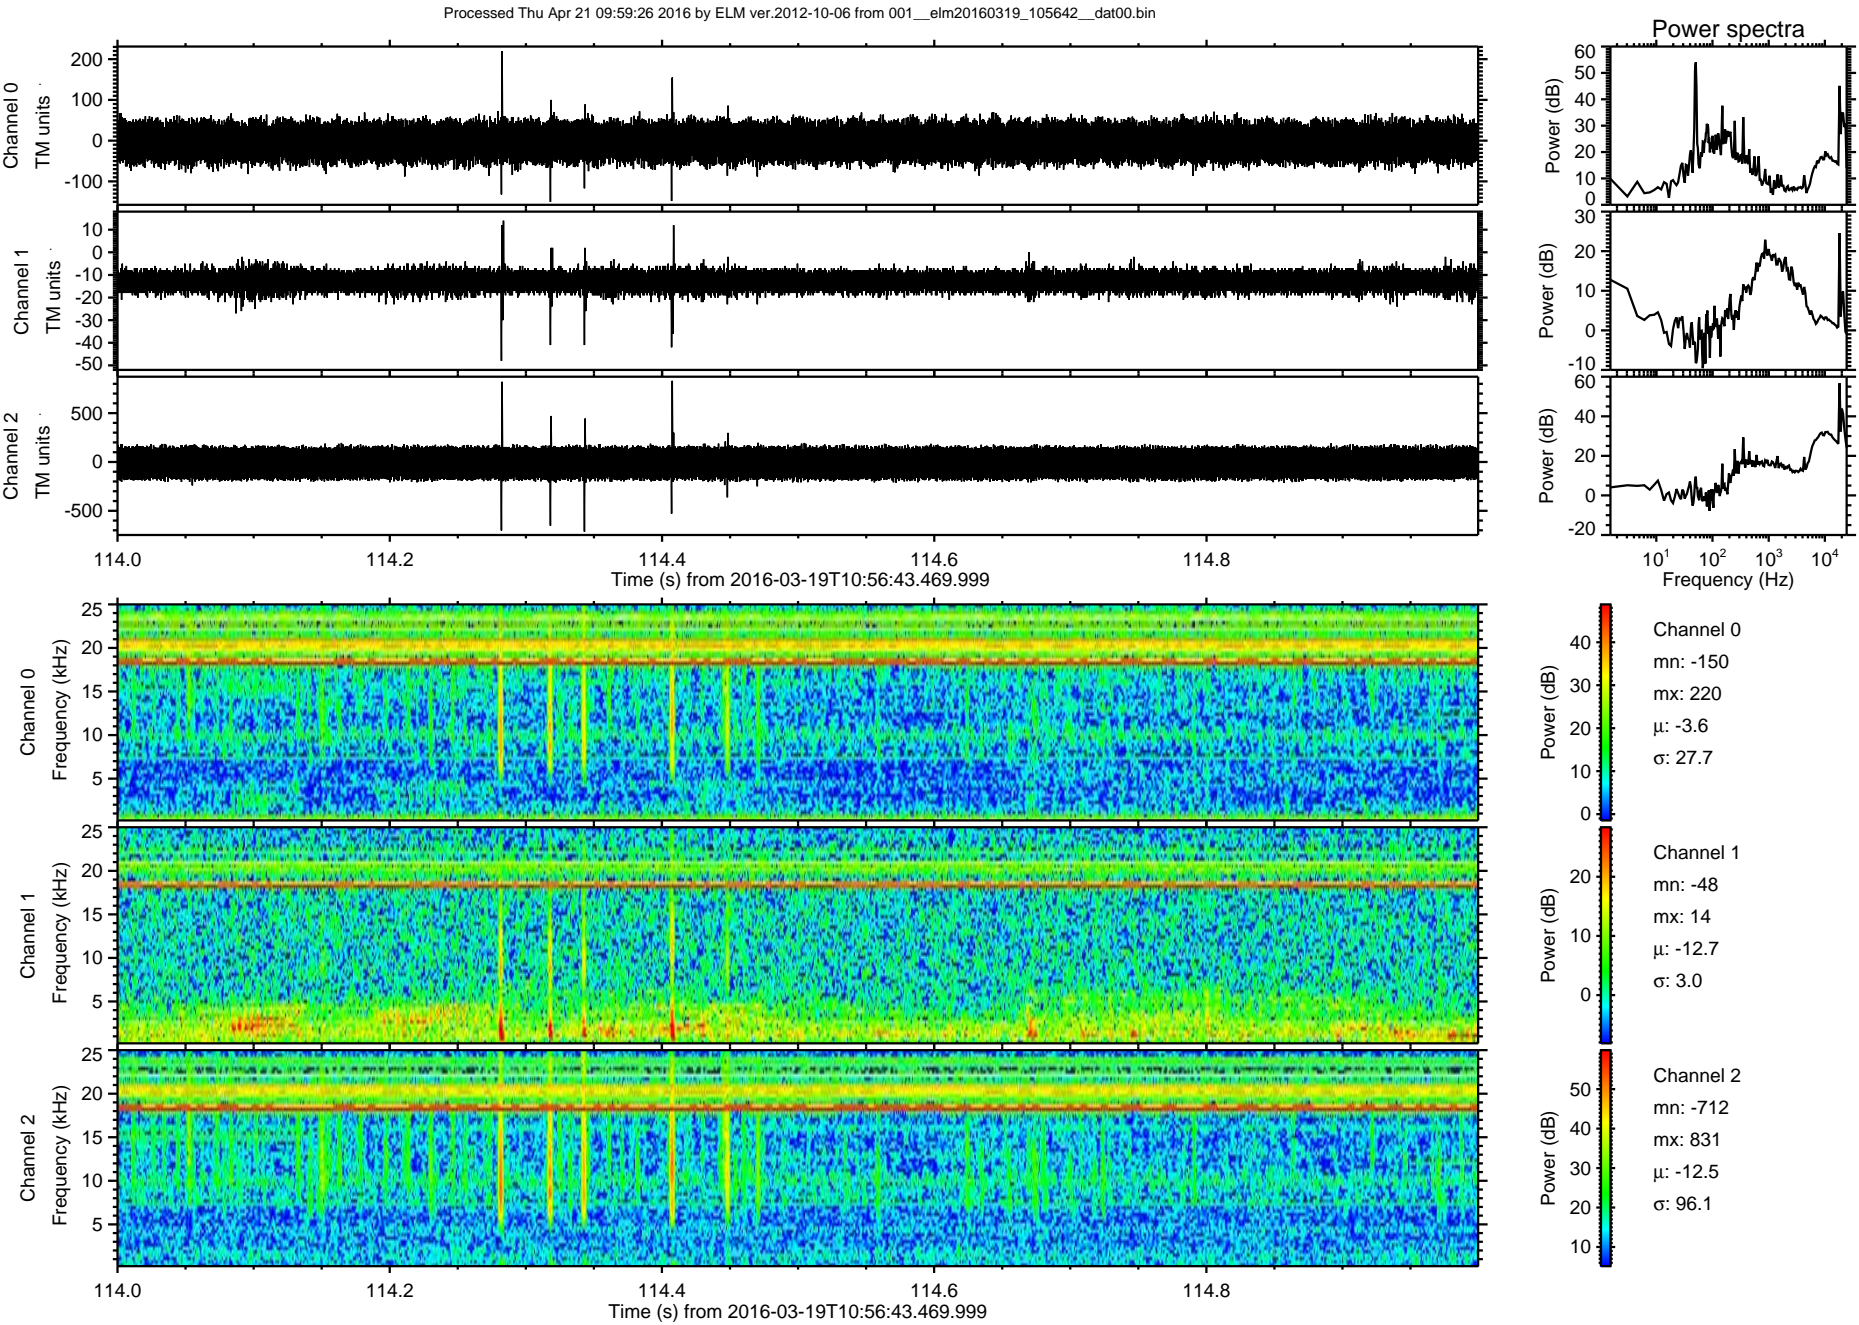 Processed Thu Apr 21 09:59:26 2016 by ELM ver.2012-10-06 from 001__elm20160319_105642__dat00.bin
Power spectra
Channel 0
TM units
200
100
0
-100
Power (dB)
60
50
40
30
20
10
0
Channel 1
TM units
10
0
-10
-20
-30
-40
-50
Power (dB)
30
20
10
0
-10
Channel 2
TM units
500
0
-500
Power (dB)
60
40
20
0
-20
114.0 114.2 114.4 114.6 114.8
Time (s) from 2016-03-19T10:56:43.469.999
10¹ 10² 10³ 10⁴
Frequency (Hz)
Channel 0
Frequency (kHz)
25
20
15
10
5
Power (dB)
40
30
20
10
0
Channel 0
mn: -150
mx: 220
μ: -3.6
σ: 27.7
Channel 1
Frequency (kHz)
25
20
15
10
5
Power (dB)
20
10
0
Channel 1
mn: -48
mx: 14
μ: -12.7
σ: 3.0
Channel 2
Frequency (kHz)
25
20
15
10
5
Power (dB)
50
40
30
20
10
Channel 2
mn: -712
mx: 831
μ: -12.5
σ: 96.1
114.0 114.2 114.4 114.6 114.8
Time (s) from 2016-03-19T10:56:43.469.999